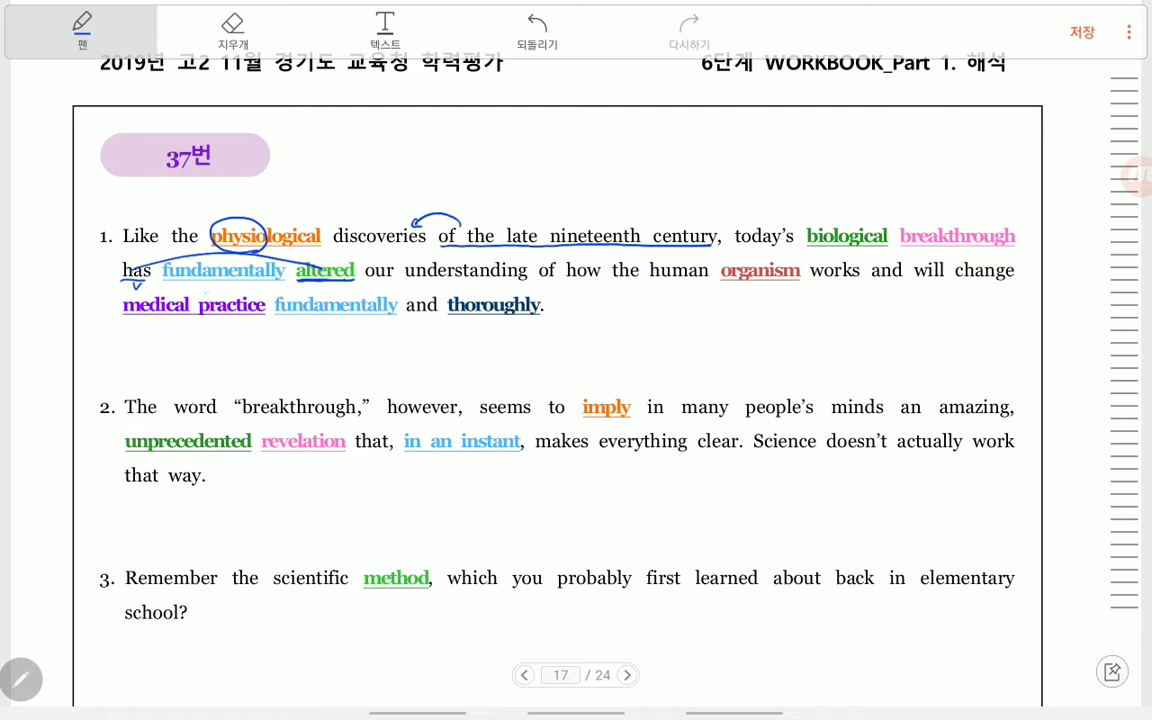 펜 지우개 텍스트 되돌리기 다시하기 저장
2019년 고2 11월 경기도 교육청 학력평가 6단계 WORKBOOK_Part 1. 해석
37번
1. Like the physiological discoveries of the late nineteenth century, today's biological breakthrough
has fundamentally altered our understanding of how the human organism works and will change
medical practice fundamentally and thoroughly.
2. The word “breakthrough,” however, seems to imply in many people's minds an amazing,
unprecedented revelation that, in an instant, makes everything clear. Science doesn't actually work
that way.
3. Remember the scientific method, which you probably first learned about back in elementary
school?
17 / 24